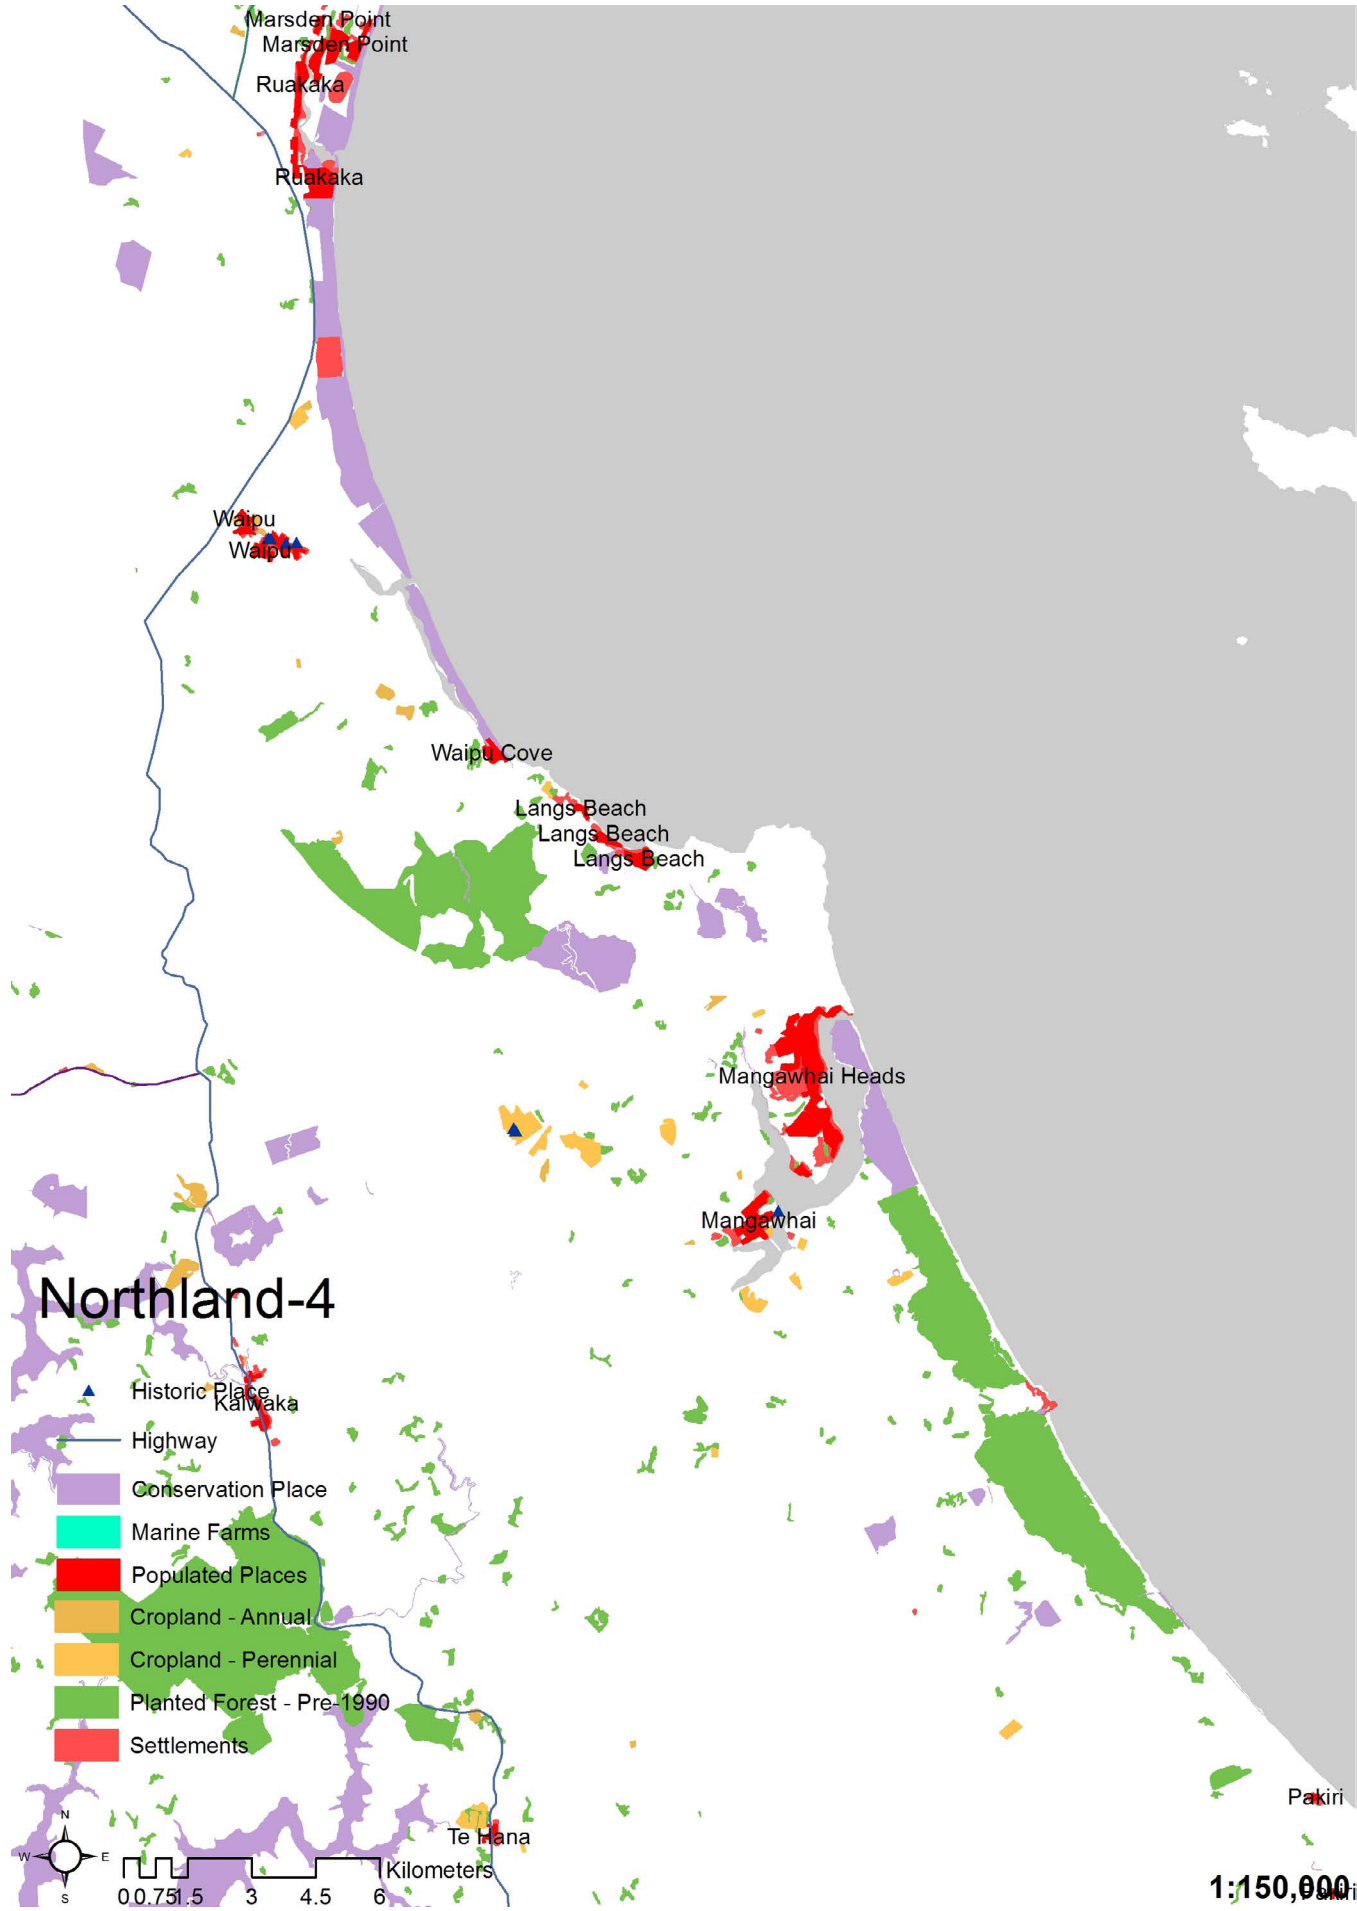 Marsden Point
Marsden Point
Ruakaka
Ruakaka
Waipu
Waipu
Waipu Cove
Langs Beach
Langs Beach
Langs Beach
Mangawhai Heads
Mangawhai
Northland-4
Historic Place
Kaiwaka
Highway
Conservation Place
Marine Farms
Populated Places
Cropland - Annual
Cropland - Perennial
Planted Forest - Pre-1990
Settlements
Pakiri
N
W E
S
Te Hana
Kilometers
0 0.75 1.5 3 4.5 6
1:150,000
Pakiri